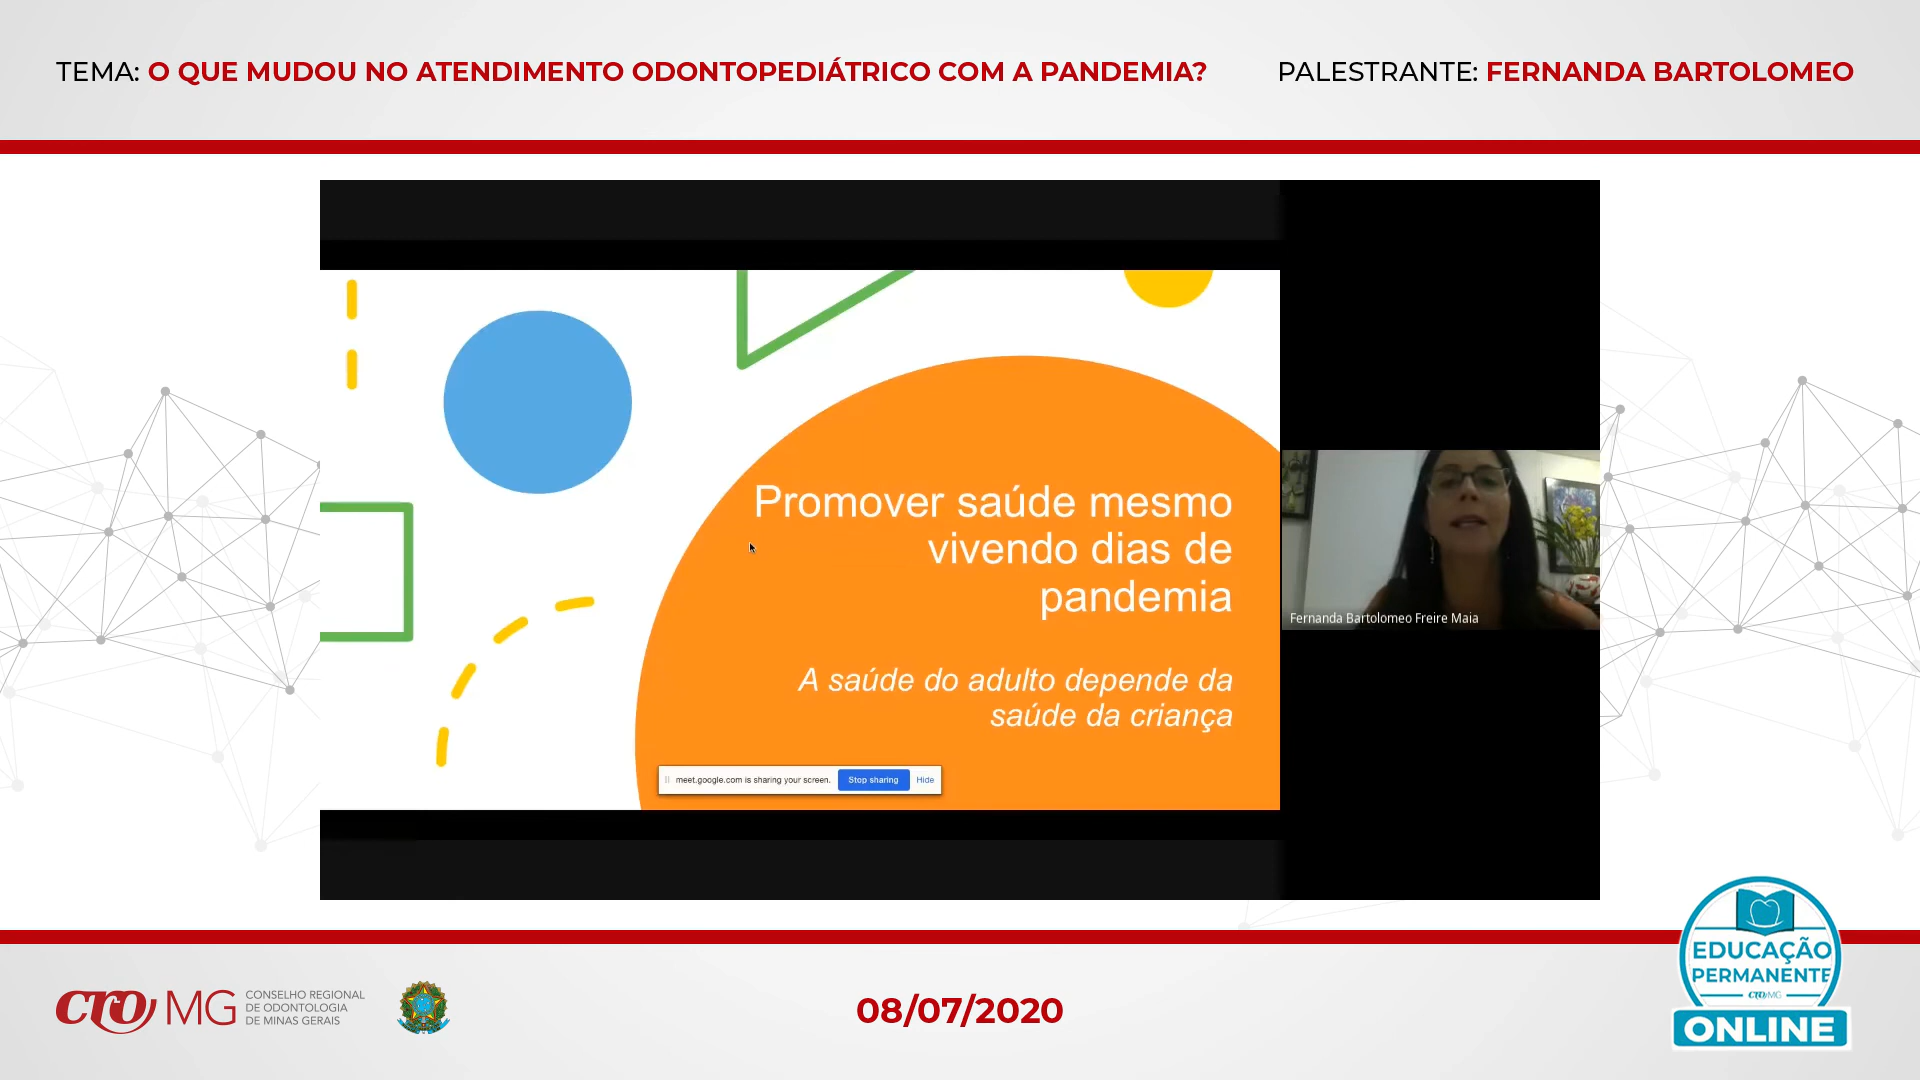 TEMA: O QUE MUDOU NO ATENDIMENTO ODONTOPEDIÁTRICO COM A PANDEMIA?
PALESTRANTE: FERNANDA BARTOLOMEO
Promover saúde mesmo
vivendo dias de
pandemia
A saúde do adulto depende da
saúde da criança
Fernanda Bartolomeo Freire Maia
meet.google.com is sharing your screen.
Stop sharing
Hide
CRO MG
CONSELHO REGIONAL
DE ODONTOLOGIA
DE MINAS GERAIS
08/07/2020
EDUCAÇÃO
PERMANENTE
CRO MG
ONLINE